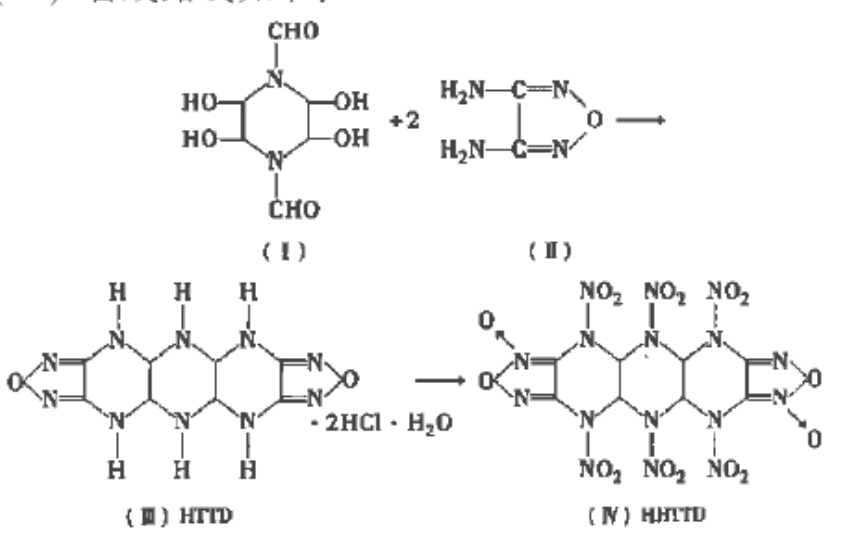 CHO
N
HO
OH
+2
H₂N—C=N
O
HO
OH
H₂N—C=N
N
CHO
(Ⅰ)
(Ⅱ)
H H H
NO₂ NO₂ NO₂
O
N N N
N N N
N N
N N
O O
O O
N N
N N
N N N
N N N
· 2HCl · H₂O
O
H H H
NO₂ NO₂ NO₂
(Ⅲ) HTTD
(Ⅳ) HHTTD